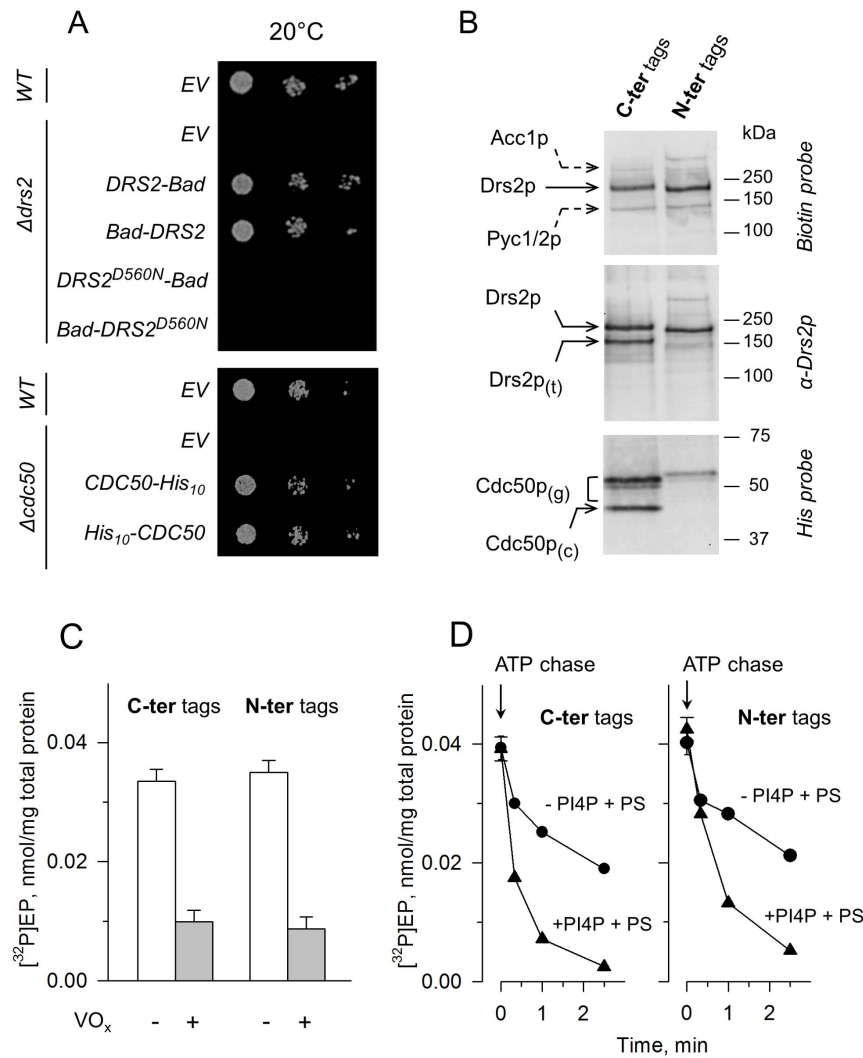 A
20°C
WT
EV
Δdrs2
EV
DRS2-Bad
Bad-DRS2
DRS2^D560N-Bad
Bad-DRS2^D560N
WT
EV
Δcdc50
EV
CDC50-His₁₀
His₁₀-CDC50
B
C-ter tags
N-ter tags
kDa
Acc1p
Drs2p
Pyc1/2p
250
150
100
Biotin probe
Drs2p
Drs2p(t)
250
150
100
α-Drs2p
Cdc50p(g)
Cdc50p(c)
75
50
37
His probe
C
[³²P]EP, nmol/mg total protein
C-ter tags N-ter tags
0.04
0.02
0.00
VOₓ - + - +
D
[³²P]EP, nmol/mg total protein
ATP chase
C-ter tags
- PI4P + PS
+PI4P + PS
ATP chase
N-ter tags
- PI4P + PS
+PI4P + PS
0.04
0.02
0.00
0 1 2
0 1 2
Time, min